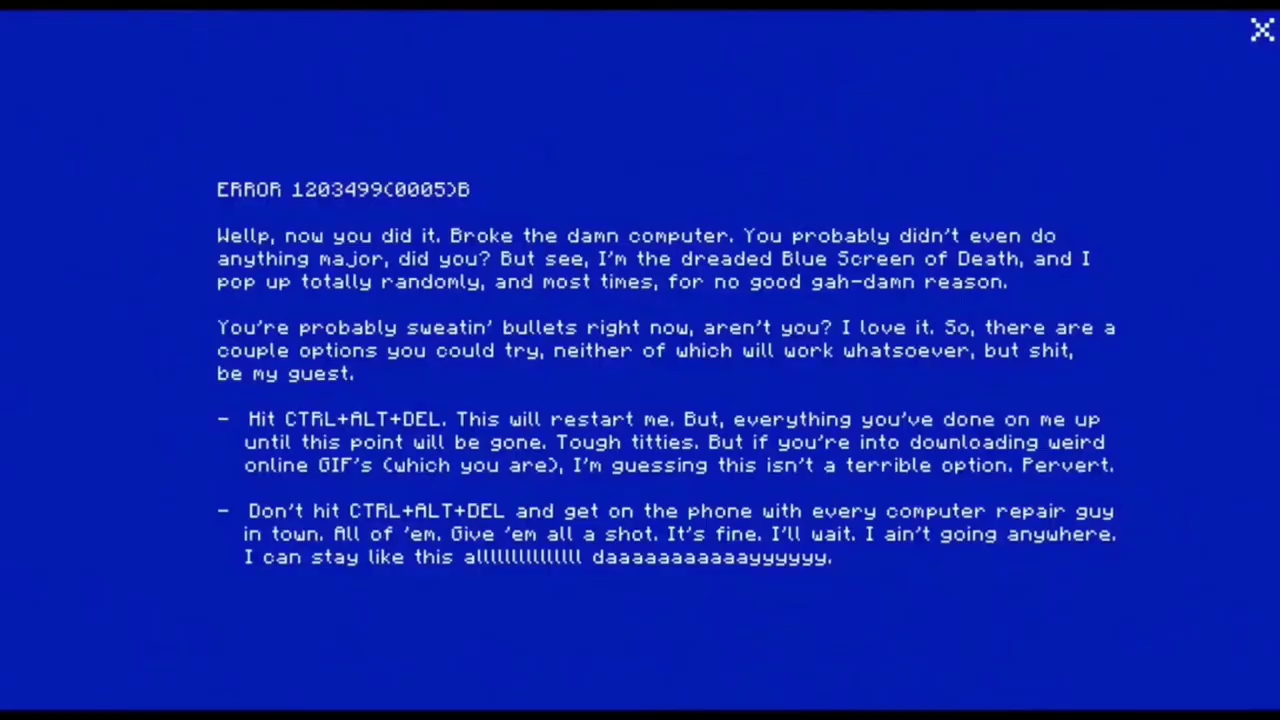 ERROR 1203499(0005)B
Wellp, now you did it. Broke the damn computer. You probably didn't even do
anything major, did you? But see, I'm the dreaded Blue Screen of Death, and I
pop up totally randomly, and most times, for no good gah-damn reason.
You're probably sweatin' bullets right now, aren't you? I love it. So, there are a
couple options you could try, neither of which will work whatsoever, but shit,
be my guest.
- Hit CTRL+ALT+DEL. This will restart me. But, everything you've done on me up
until this point will be gone. Tough titties. But if you're into downloading weird
online GIF's (which you are), I'm guessing this isn't a terrible option. Pervert.
- Don't hit CTRL+ALT+DEL and get on the phone with every computer repair guy
in town. All of 'em. Give 'em all a shot. It's fine. I'll wait. I ain't going anywhere.
I can stay like this alllllllllllllll daaaaaaaaaaayyyyyy.